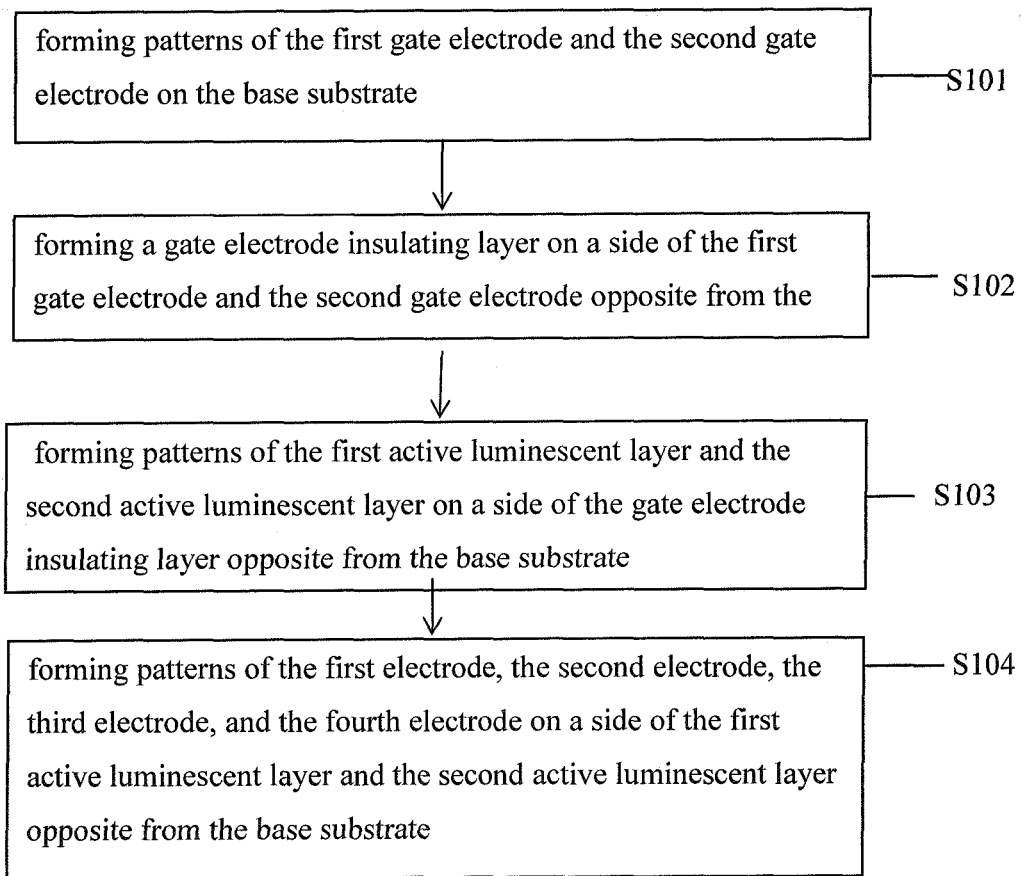 forming patterns of the first gate electrode and the second gate
electrode on the base substrate
S101
forming a gate electrode insulating layer on a side of the first
gate electrode and the second gate electrode opposite from the
S102
forming patterns of the first active luminescent layer and the
second active luminescent layer on a side of the gate electrode
insulating layer opposite from the base substrate
S103
forming patterns of the first electrode, the second electrode, the
third electrode, and the fourth electrode on a side of the first
active luminescent layer and the second active luminescent layer
opposite from the base substrate
S104